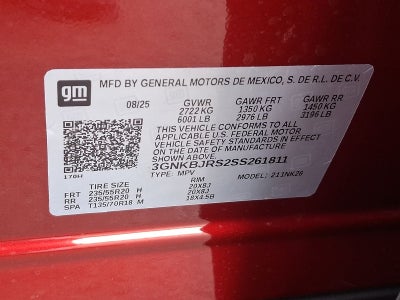 gm
MFD BY GENERAL MOTORS DE MEXICO, S. DE R.L. DE C.V.
08/25 GVWR GAWR FRT GAWR RR
2722 KG 1350 KG 1450 KG
6001 LB 2976 LB 3196 LB
THIS VEHICLE CONFORMS TO ALL
APPLICABLE U.S. FEDERAL MOTOR
VEHICLE SAFETY STANDARDS IN EFFECT
ON THE DATE OF MANUFACTURE SHOWN ABOVE.
3GNKBJRS2SS261811
170H TYPE: MPV MODEL: 211NK26
TIRE SIZE RIM
FRT 235/55R20 H 20X8J
RR 235/55R20 H 20X8J
SPA T135/70R18 M 18X4.5B